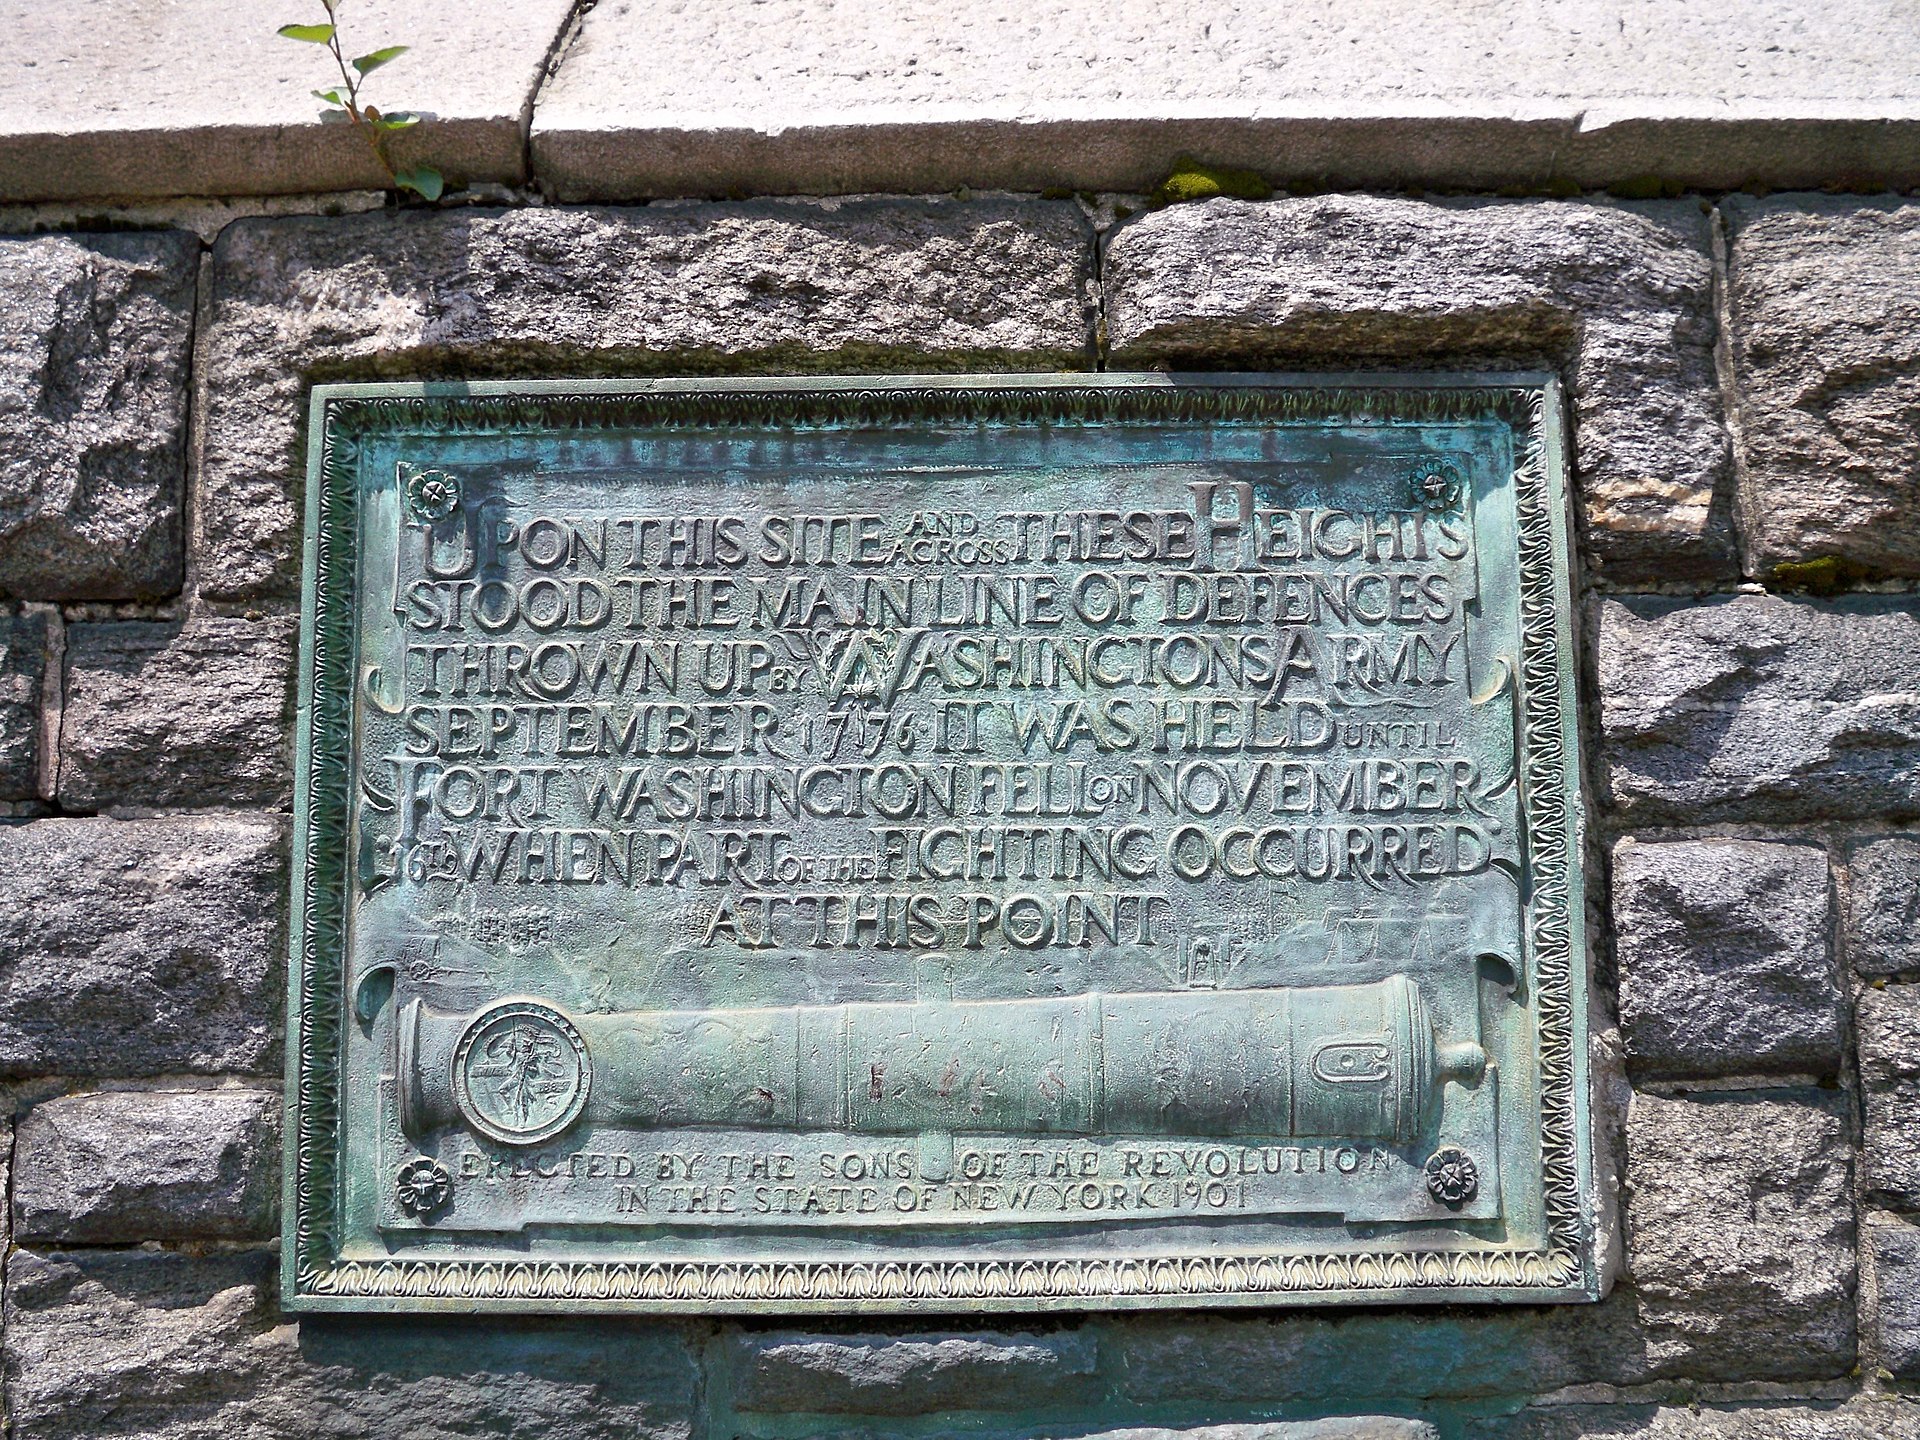 UPON THIS SITE AND ACROSS THESE HEIGHTS
STOOD THE MAIN LINE OF DEFENCES
THROWN UP BY WASHINGTONS ARMY
SEPTEMBER · 1776 · IT WAS HELD UNTIL
FORT WASHINGTON FELL ON NOVEMBER
16TH WHEN PART OF THE FIGHTING OCCURRED
AT THIS POINT
ERECTED BY THE SONS OF THE REVOLUTION
IN THE STATE OF NEW YORK 1901